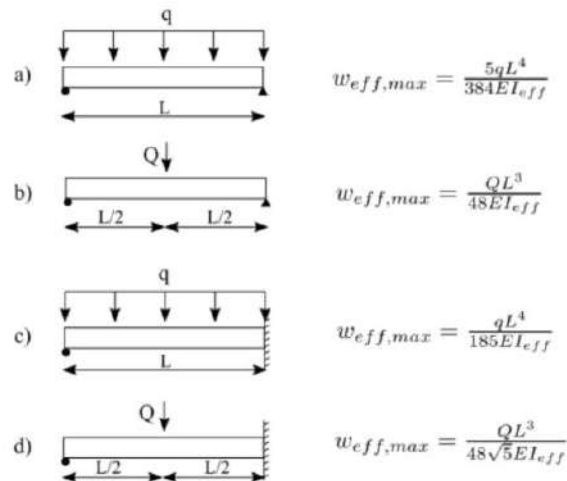 q
a) $w_{eff,max} = \frac{5qL^4}{384EI_{eff}}$
L
Q
b) $w_{eff,max} = \frac{QL^3}{48EI_{eff}}$
L/2 L/2
q
c) $w_{eff,max} = \frac{qL^4}{185EI_{eff}}$
L
Q
d) $w_{eff,max} = \frac{QL^3}{48\sqrt{5}EI_{eff}}$
L/2 L/2